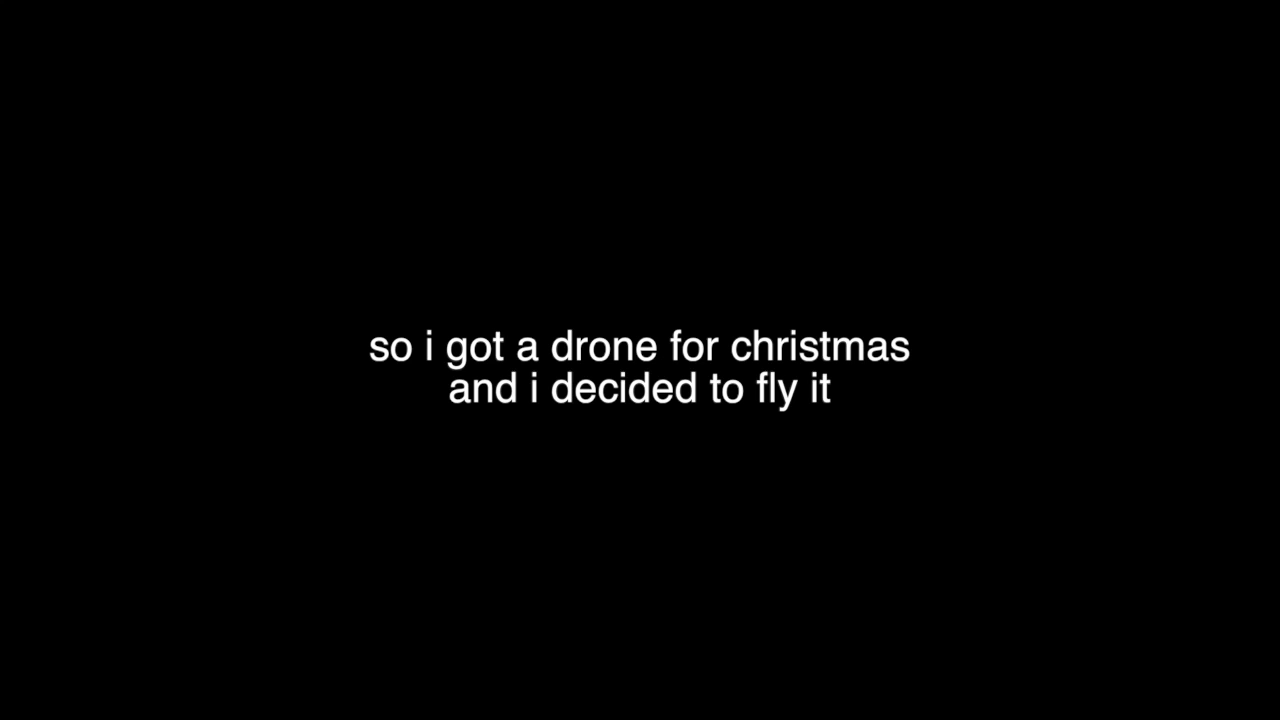 so i got a drone for christmas
and i decided to fly it